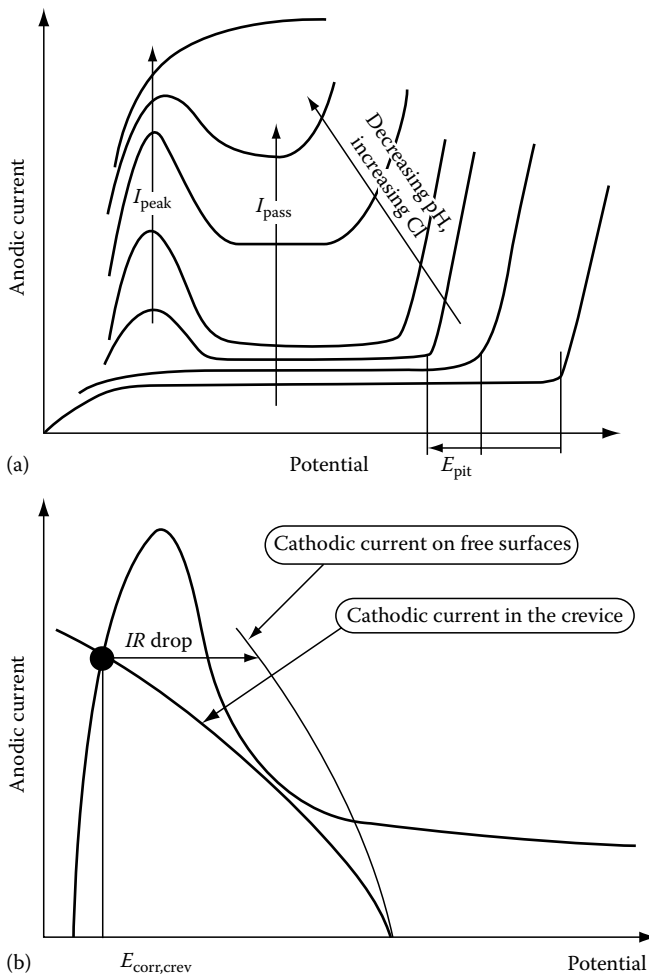 Anodic current
I_peak
I_pass
Decreasing pH,
increasing Cl
E_pit
Potential
(a)
Cathodic current on free surfaces
Cathodic current in the crevice
IR drop
Anodic current
E_corr,crev
Potential
(b)